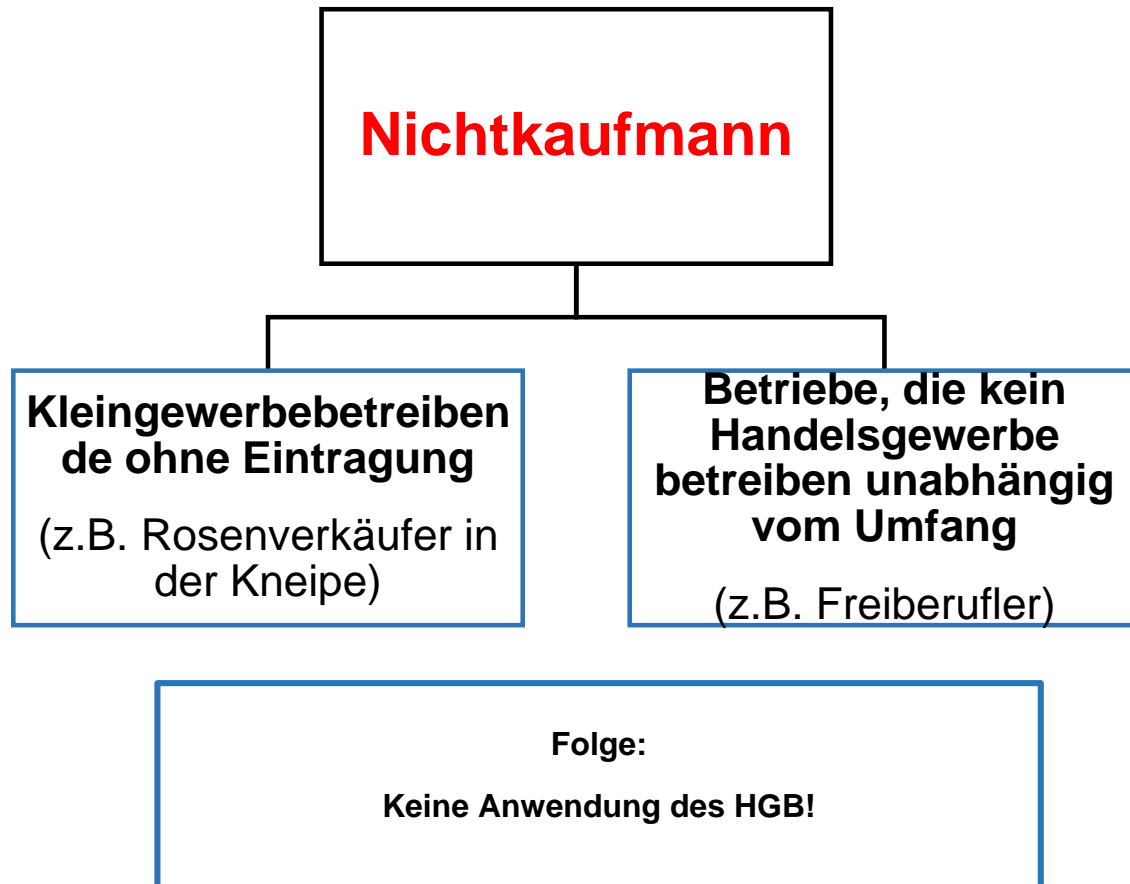 Nichtkaufmann
Kleingewerbebetreiben
de ohne Eintragung
(z.B. Rosenverkäufer in
der Kneipe)
Betriebe, die kein
Handelsgewerbe
betreiben unabhängig
vom Umfang
(z.B. Freiberufler)
Folge:
Keine Anwendung des HGB!